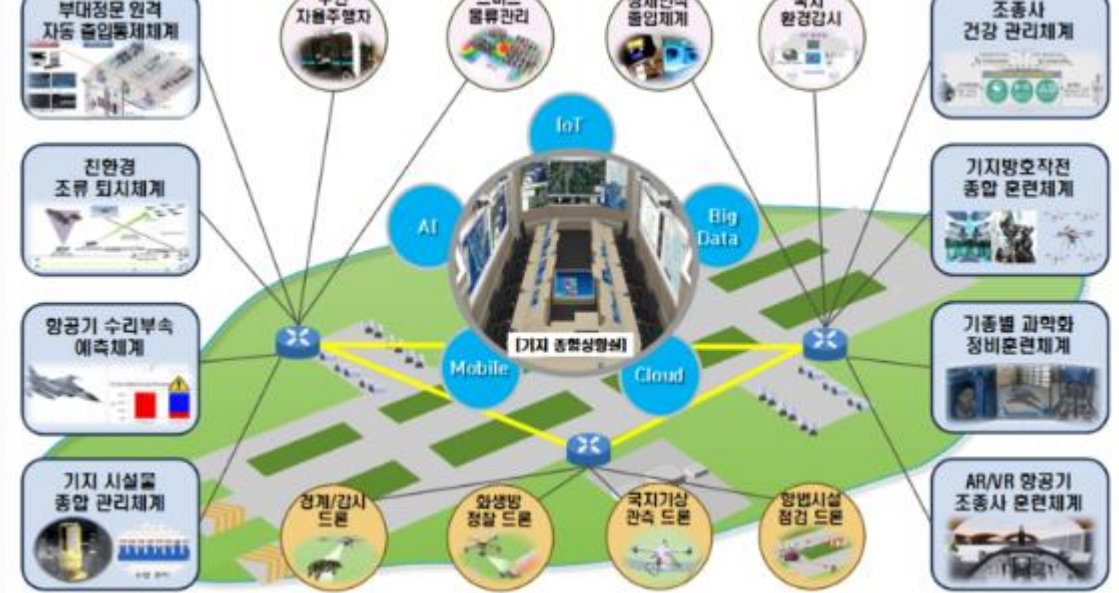 부대정문 원격
자동 출입통제체계
자율주행차
물류관리
출입체계
환경감시
조종사
건강 관리체계
IoT
친환경
조류 퇴치체계
AI
Big
Data
기지방호작전
종합 훈련체계
항공기 수리부속
예측체계
[기지 종합상황실]
Mobile
Cloud
기종별 과학화
정비훈련체계
기지 시설물
종합 관리체계
경계/감시
드론
화생방
정찰 드론
국지기상
관측 드론
항법시설
점검 드론
AR/VR 항공기
조종사 훈련체계